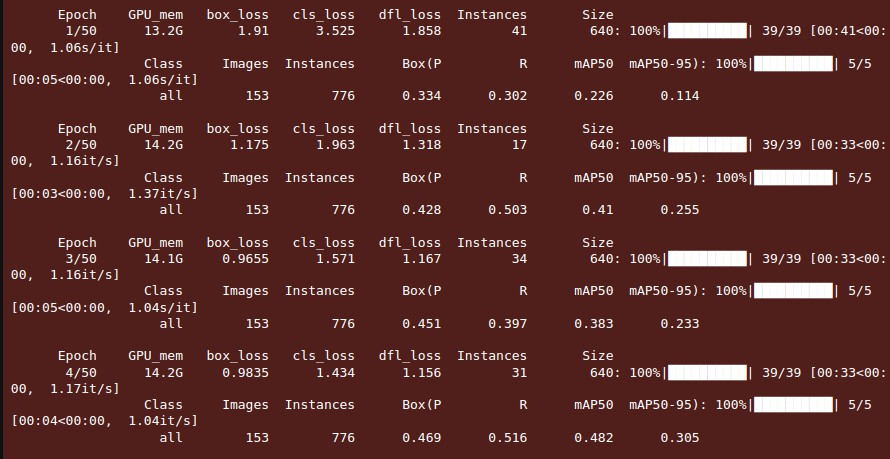 Epoch    GPU_mem   box_loss   cls_loss   dfl_loss  Instances       Size
1/50      13.2G       1.91      3.525      1.858         41        640: 100%|██████████| 39/39 [00:41<00:
00,  1.06s/it]
Class     Images  Instances      Box(P          R      mAP50  mAP50-95): 100%|██████████| 5/5
[00:05<00:00,  1.06s/it]
all        153        776      0.334      0.302      0.226      0.114
Epoch    GPU_mem   box_loss   cls_loss   dfl_loss  Instances       Size
2/50      14.2G      1.175      1.963      1.318         17        640: 100%|██████████| 39/39 [00:33<00:
00,  1.16it/s]
Class     Images  Instances      Box(P          R      mAP50  mAP50-95): 100%|██████████| 5/5
[00:03<00:00,  1.37it/s]
all        153        776      0.428      0.503       0.41      0.255
Epoch    GPU_mem   box_loss   cls_loss   dfl_loss  Instances       Size
3/50      14.1G     0.9655      1.571      1.167         34        640: 100%|██████████| 39/39 [00:33<00:
00,  1.16it/s]
Class     Images  Instances      Box(P          R      mAP50  mAP50-95): 100%|██████████| 5/5
[00:05<00:00,  1.04s/it]
all        153        776      0.451      0.397      0.383      0.233
Epoch    GPU_mem   box_loss   cls_loss   dfl_loss  Instances       Size
4/50      14.2G     0.9835      1.434      1.156         31        640: 100%|██████████| 39/39 [00:33<00:
00,  1.17it/s]
Class     Images  Instances      Box(P          R      mAP50  mAP50-95): 100%|██████████| 5/5
[00:04<00:00,  1.04it/s]
all        153        776      0.469      0.516      0.482      0.305